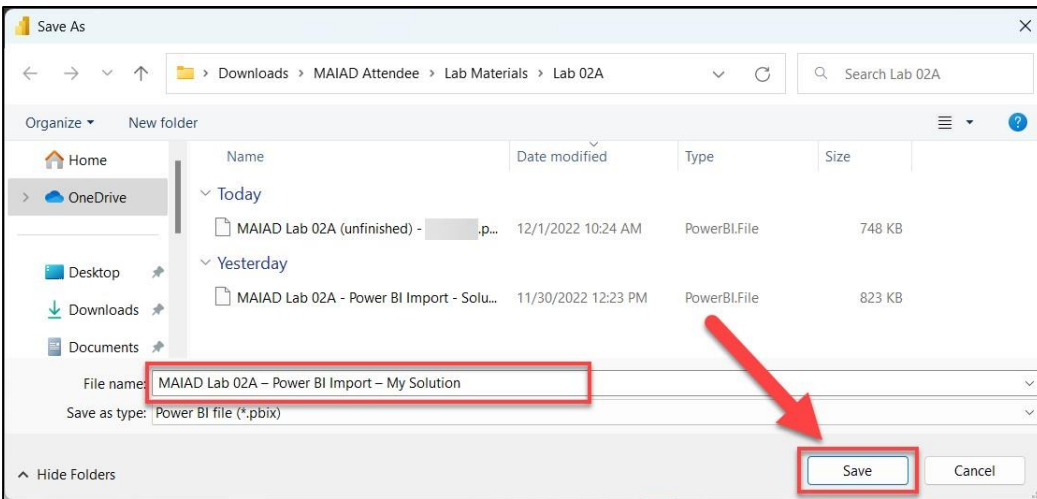 Save As
> Downloads > MAIAD Attendee > Lab Materials > Lab 02A
Search Lab 02A
Organize New folder
Name Date modified Type Size
Home
OneDrive
Today
MAIAD Lab 02A (unfinished) - .p... 12/1/2022 10:24 AM PowerBI.File 748 KB
Yesterday
Desktop
MAIAD Lab 02A - Power BI Import - Solu... 11/30/2022 12:23 PM PowerBI.File 823 KB
Downloads
Documents
File name: MAIAD Lab 02A – Power BI Import – My Solution
Save as type: Power BI file (*.pbix)
Hide Folders
Save Cancel